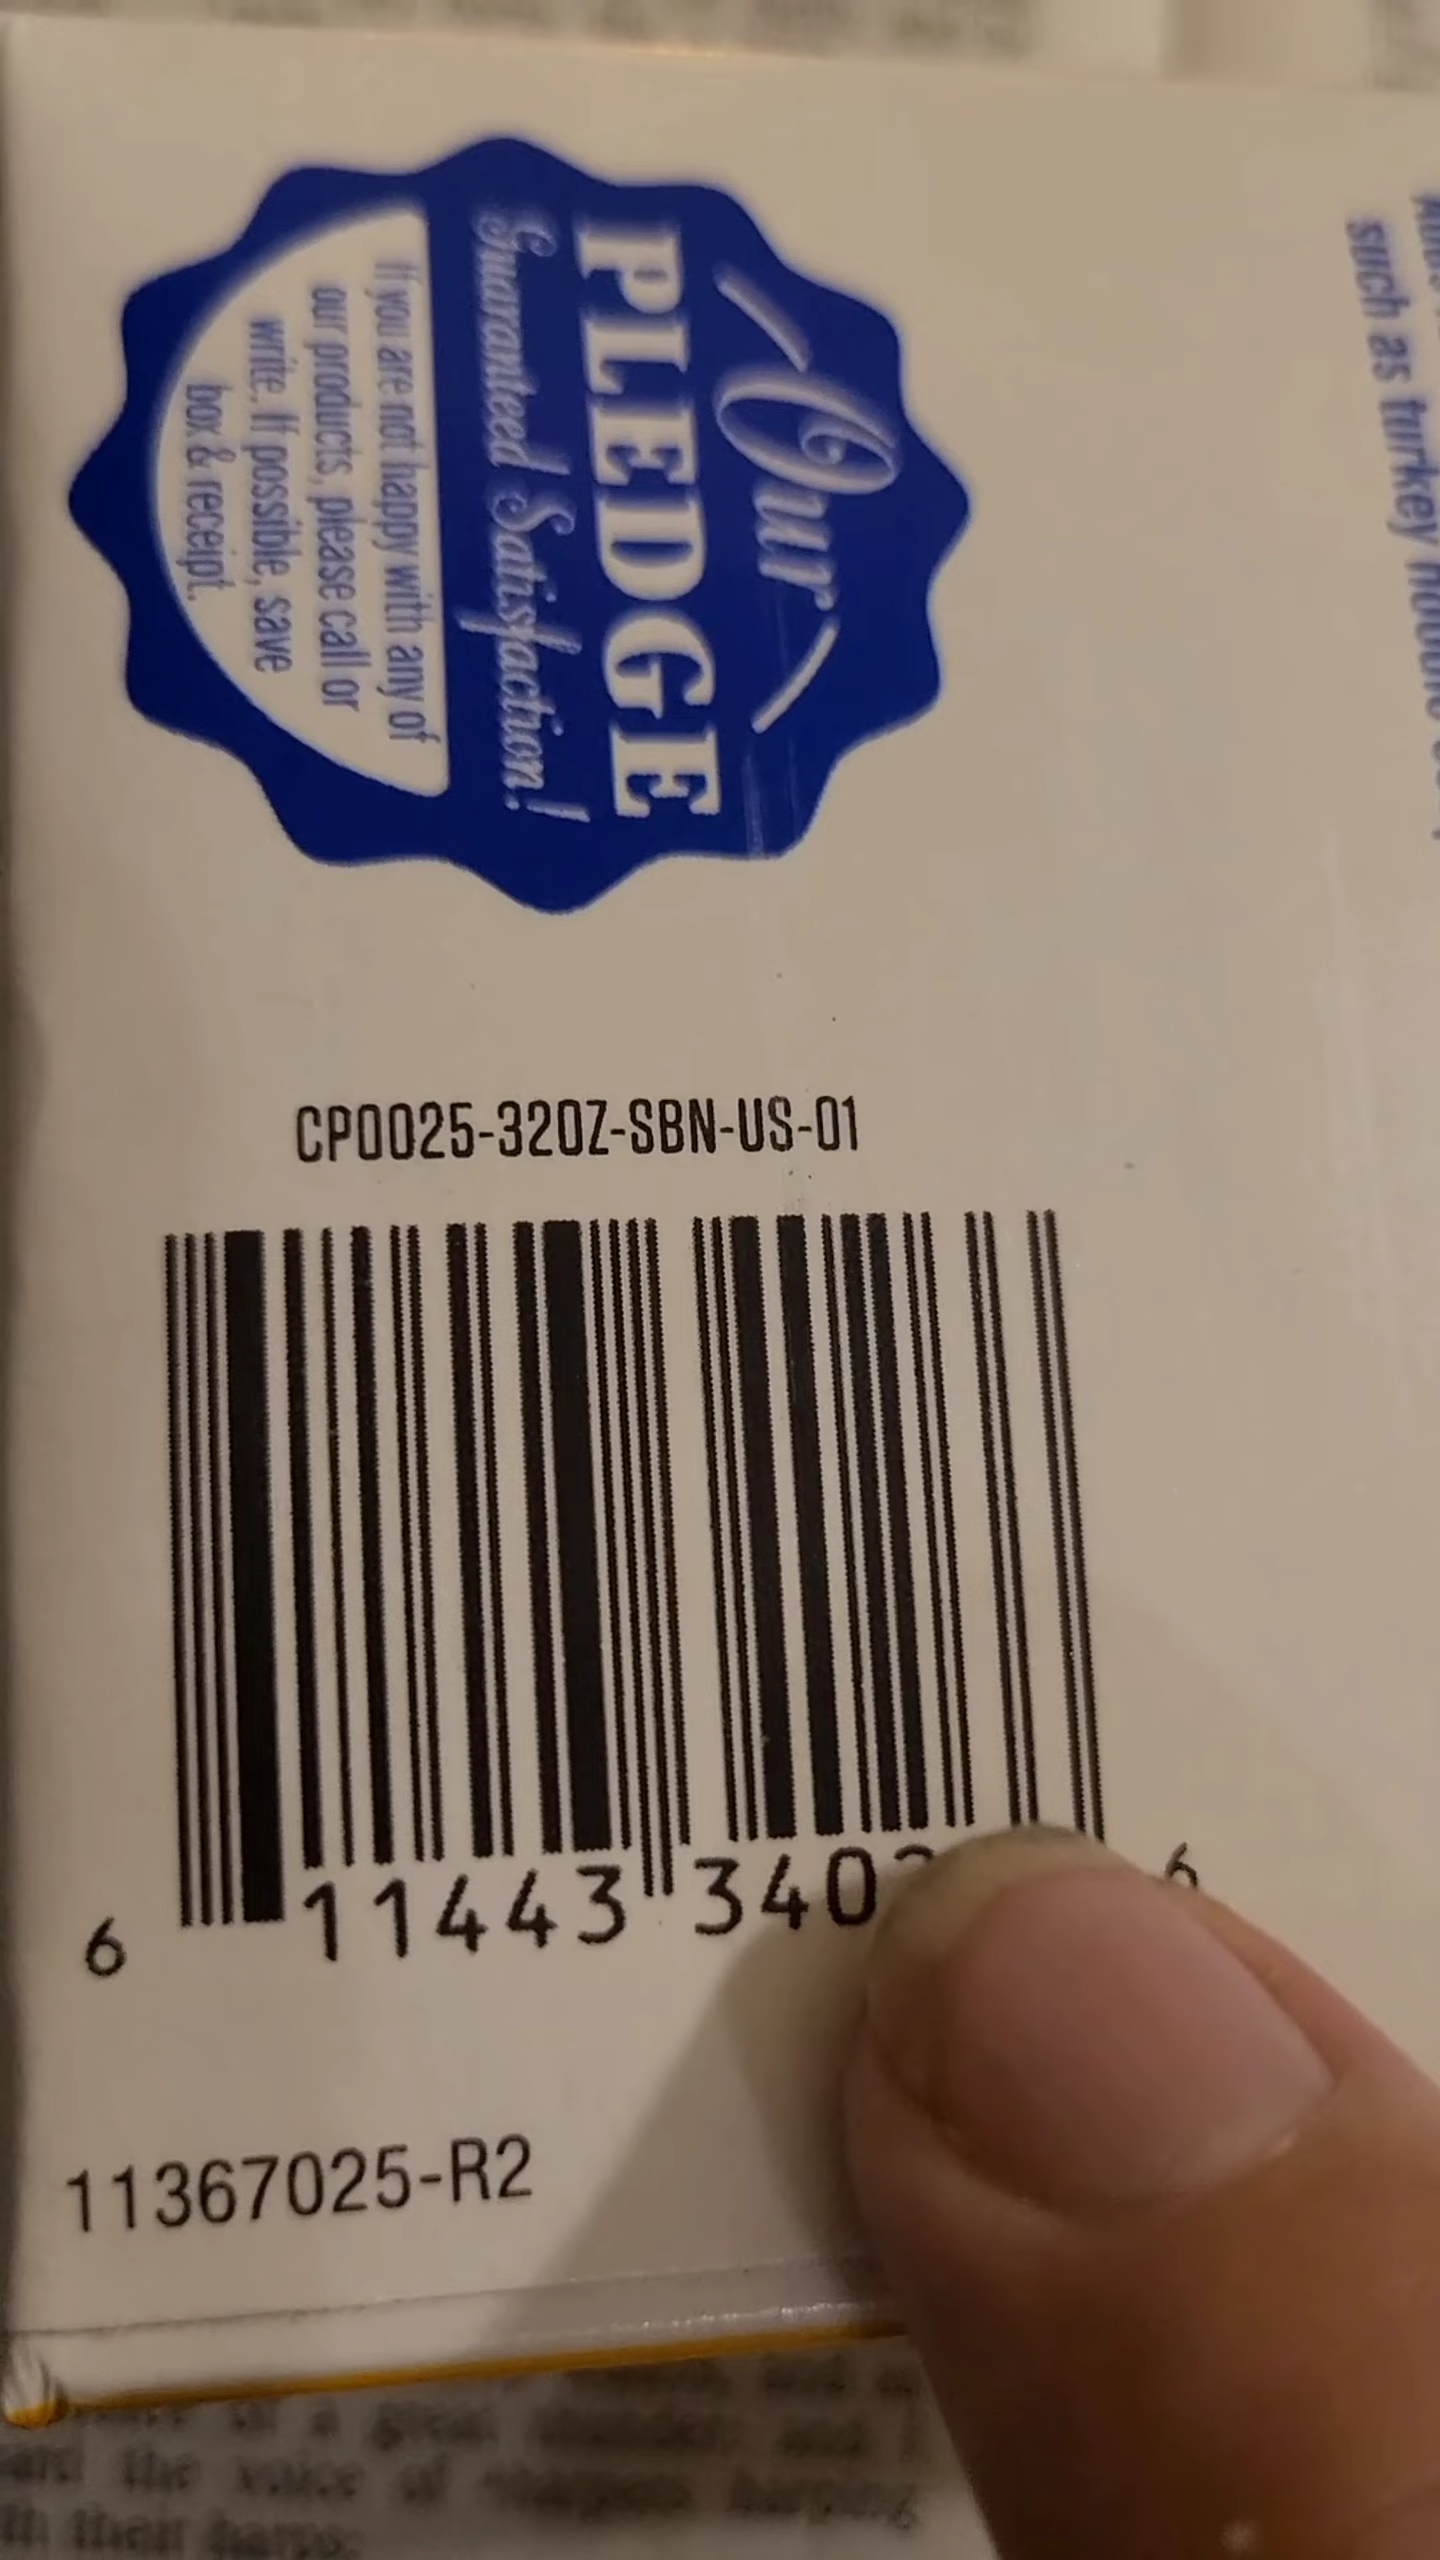 Our
PLEDGE
Guaranteed Satisfaction!
If you are not happy with any of
our products, please call or
write. If possible, save
box & receipt.
such as turkey
CP0025-32OZ-SBN-US-01
6 11443 340 6
11367025-R2